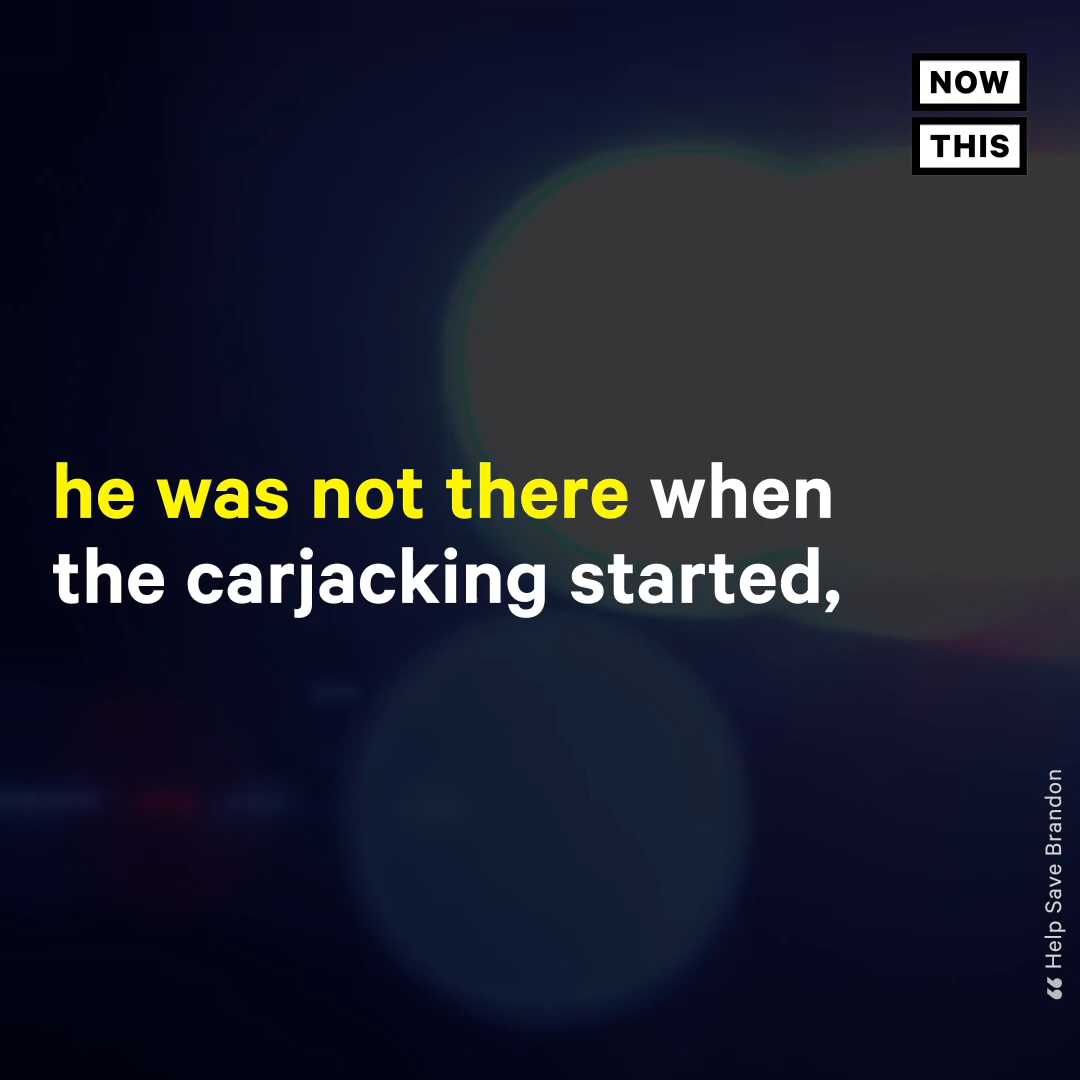 NOW
THIS
he was not there when
the carjacking started,
❝ Help Save Brandon